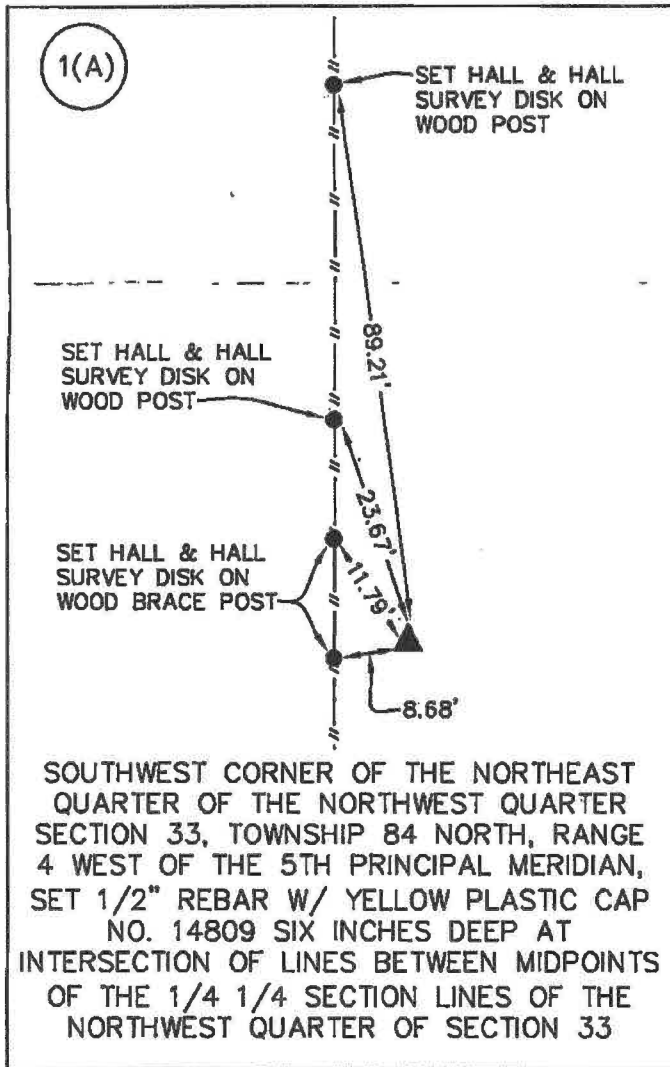 1(A)
SET HALL & HALL
SURVEY DISK ON
WOOD POST
89.21'
SET HALL & HALL
SURVEY DISK ON
WOOD POST
23.67'
SET HALL & HALL
SURVEY DISK ON
WOOD BRACE POST
11.79'
8.68'
SOUTHWEST CORNER OF THE NORTHEAST
QUARTER OF THE NORTHWEST QUARTER
SECTION 33, TOWNSHIP 84 NORTH, RANGE
4 WEST OF THE 5TH PRINCIPAL MERIDIAN,
SET 1/2" REBAR W/ YELLOW PLASTIC CAP
NO. 14809 SIX INCHES DEEP AT
INTERSECTION OF LINES BETWEEN MIDPOINTS
OF THE 1/4 1/4 SECTION LINES OF THE
NORTHWEST QUARTER OF SECTION 33